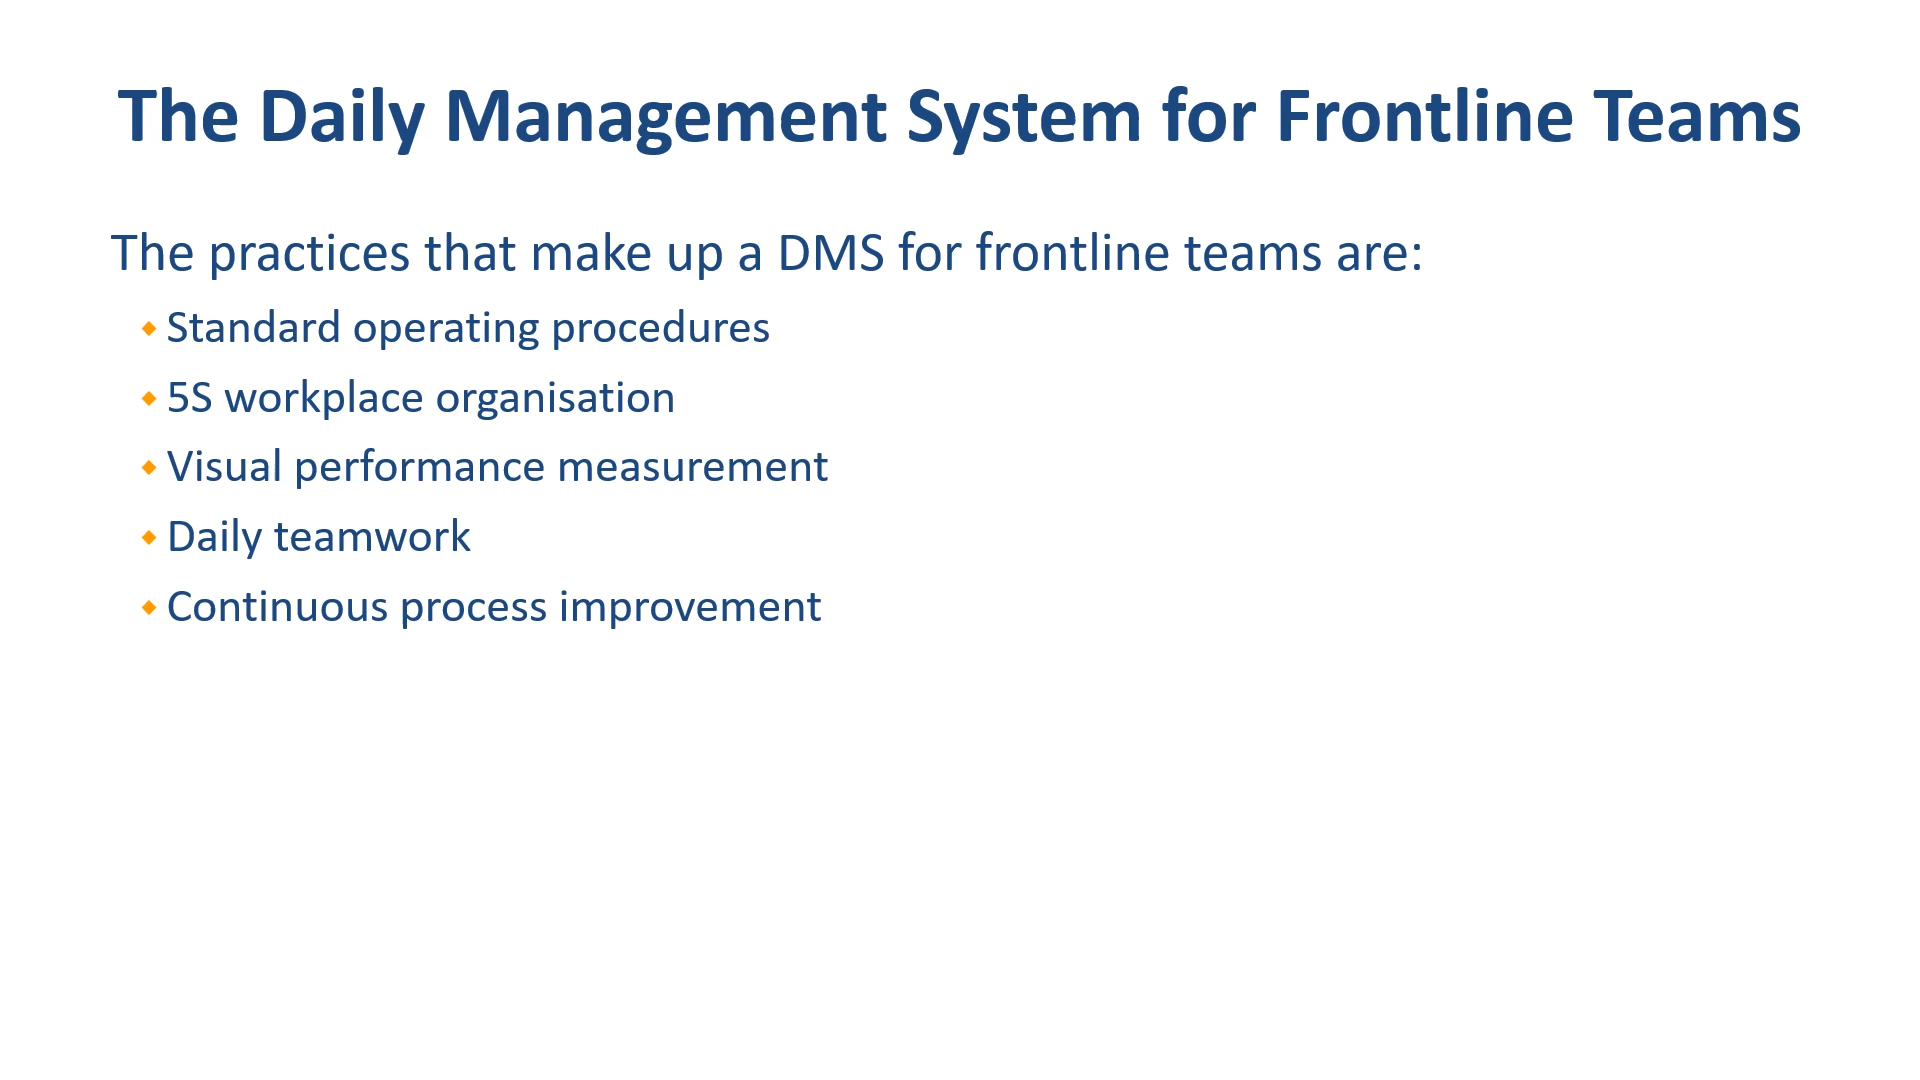 The Daily Management System for Frontline Teams
The practices that make up a DMS for frontline teams are:
Standard operating procedures
5S workplace organisation
Visual performance measurement
Daily teamwork
Continuous process improvement